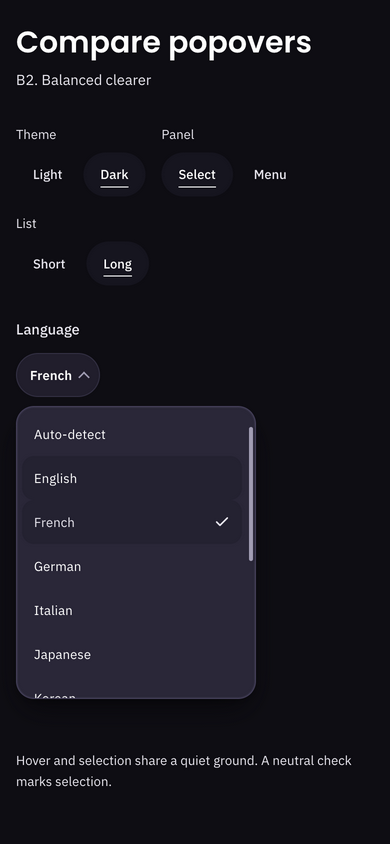 Compare popovers
B2. Balanced clearer
Theme
Panel
Light
Dark
Select
Menu
List
Short
Long
Language
French
Auto-detect
English
French
German
Italian
Japanese
Korean
Hover and selection share a quiet ground. A neutral check
marks selection.